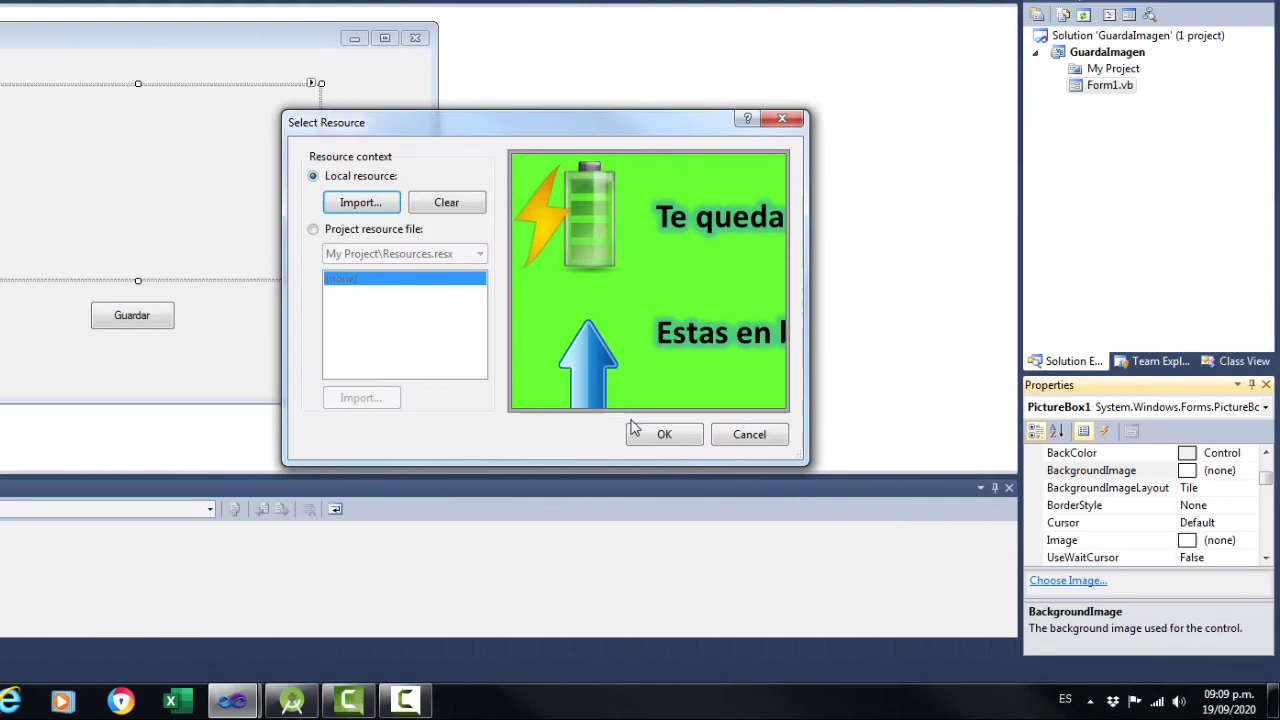 Solution 'GuardaImagen' (1 project)
GuardaImagen
My Project
Form1.vb
Select Resource
?
Resource context
Local resource:
Import...
Clear
Project resource file:
My Project\Resources.resx
(none)
Import...
Te queda
Estas en
OK
Cancel
Guardar
Solution E...
Team Expl...
Class View
Properties
PictureBox1 System.Windows.Forms.PictureBc
BackColor
Control
BackgroundImage
(none)
BackgroundImageLayout
Tile
BorderStyle
None
Cursor
Default
Image
(none)
UseWaitCursor
False
Choose Image...
BackgroundImage
The background image used for the control.
ES
09:09 p.m.
19/09/2020